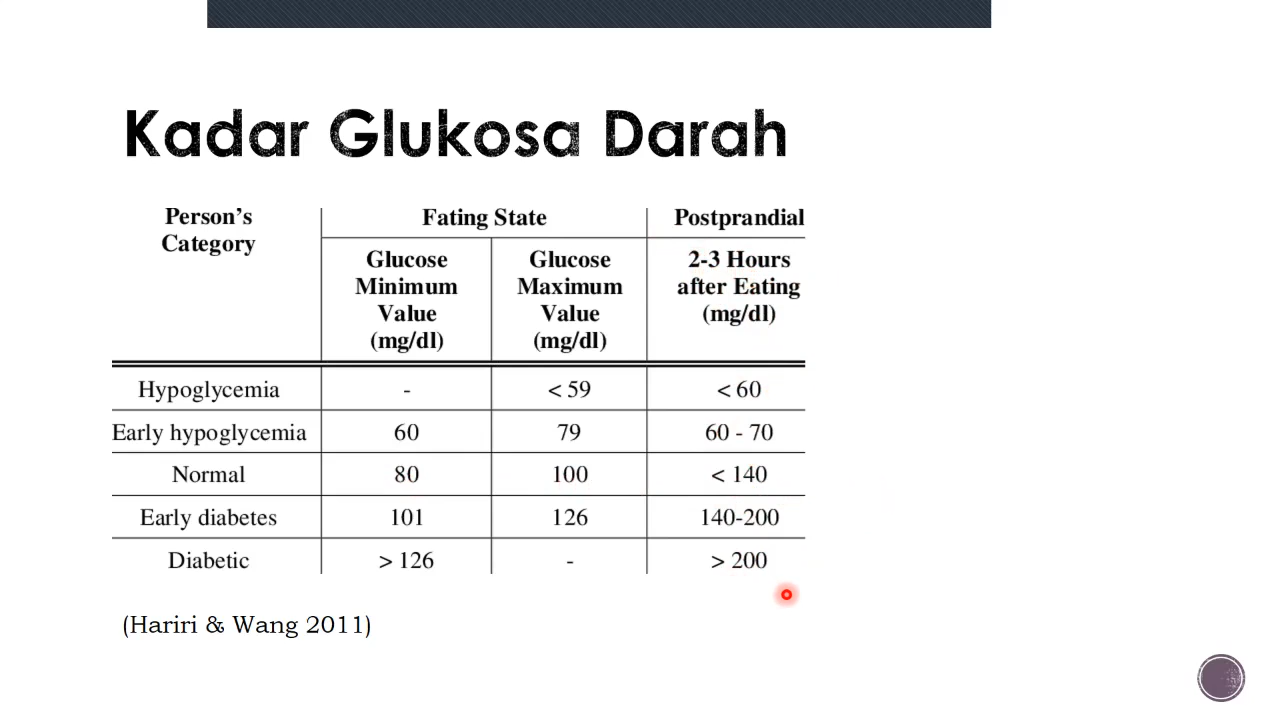 Kadar Glukosa Darah
Person's Category Fating State Postprandial
Glucose Minimum Value (mg/dl) Glucose Maximum Value (mg/dl) 2-3 Hours after Eating (mg/dl)
Hypoglycemia - < 59 < 60
Early hypoglycemia 60 79 60 - 70
Normal 80 100 < 140
Early diabetes 101 126 140-200
Diabetic > 126 - > 200
(Hariri & Wang 2011)